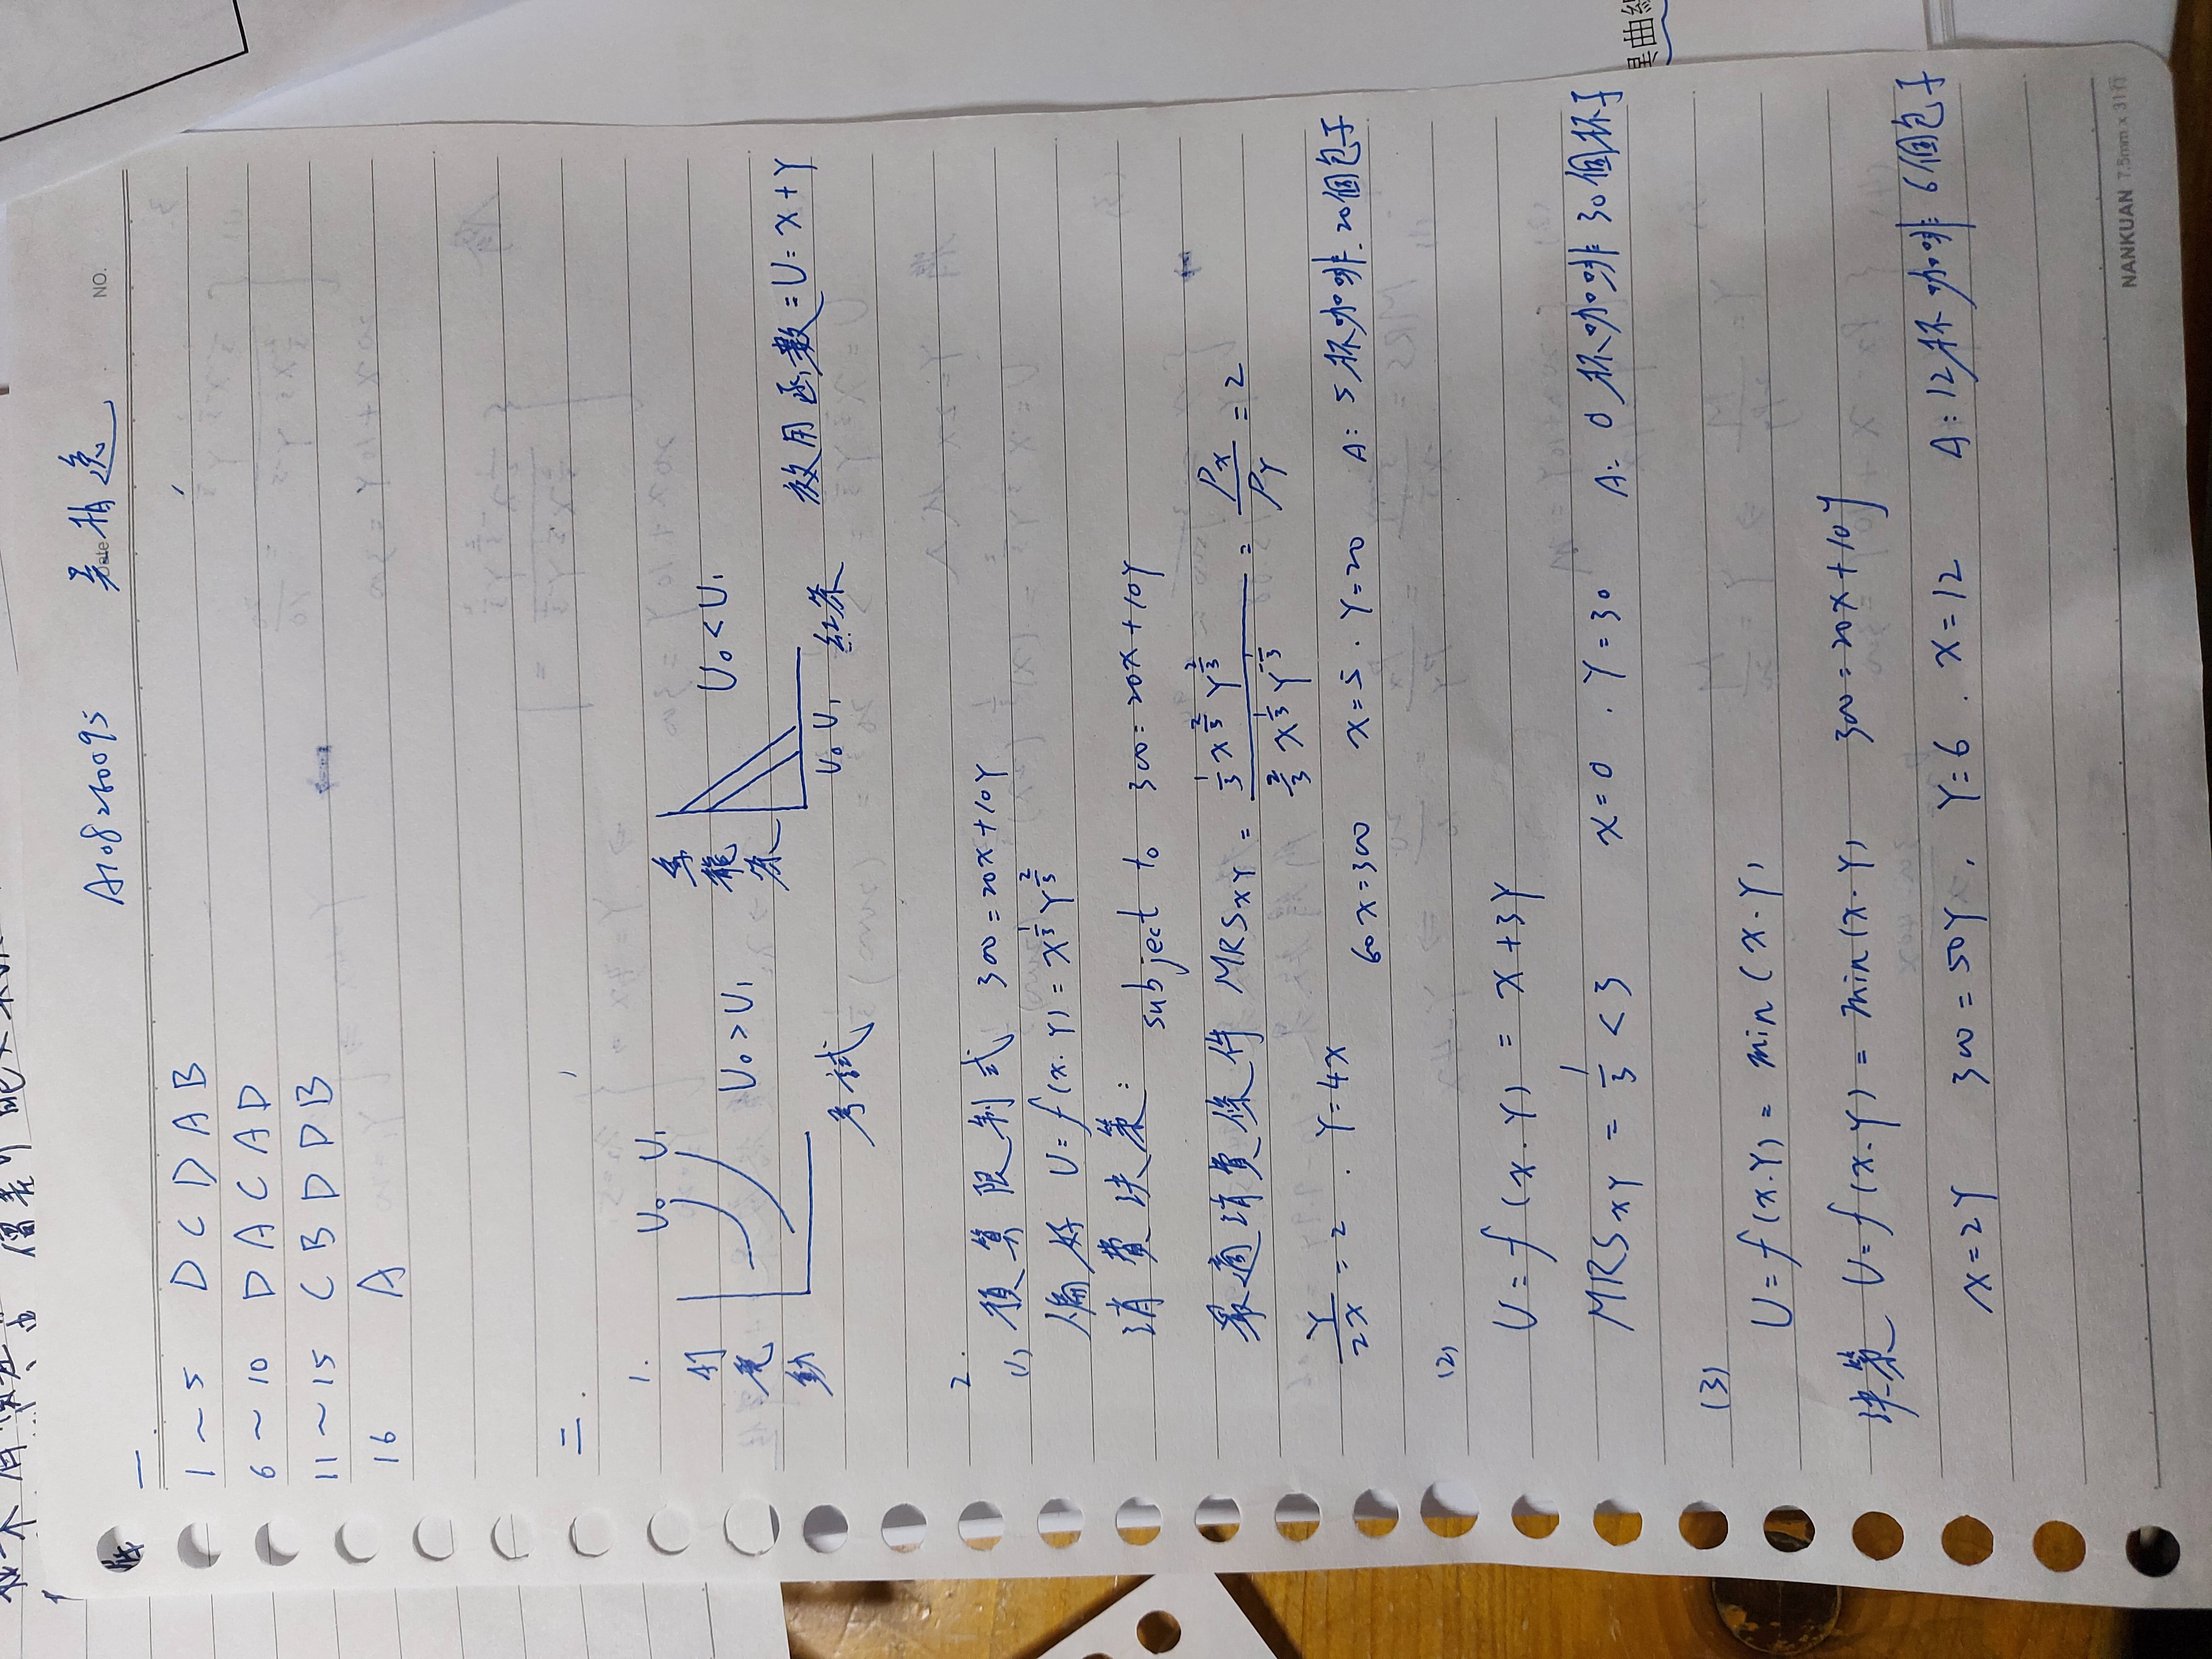 A108260095 吳柏逸
Date NO.
一
1～5 D C D A B
6～10 D A C A D
11～15 C B D D B
16 A
二.
1.
U₀ U₁
打電動
U₀>U₁
考試
烏龍茶
U₀<U₁
U₀ U₁ 紅茶
效用函數=U=X+Y
2.
(1) 預算限制式 300=20X+10Y
偏好 U=f(x.Y)=X^{1/3}Y^{2/3}
消費決策: subject to 300=20X+10Y
最適消費條件 MRS_{XY} = \frac{\frac{1}{3}X^{\frac{2}{3}}Y^{\frac{2}{3}}}{\frac{2}{3}X^{\frac{1}{3}}Y^{-\frac{1}{3}}} = \frac{P_X}{P_Y} = 2
\frac{Y}{2X}=2 . Y=4X 60X=300 X=5 . Y=20 A: 5杯咖啡.20個包子
(2)
U=f(x.Y) = X+3Y
MRS_{XY} = \frac{1}{3}<3 X=0 . Y=30 A: 0杯咖啡30個杯子
(3)
U=f(x.Y)= min(X.Y)
決策 U=f(x.Y) = min(X.Y) 300=20X+10y
X=2Y 300=50Y, Y=6 . X=12 A:12杯咖啡6個包子
NANKUAN 7.5mm x 31行